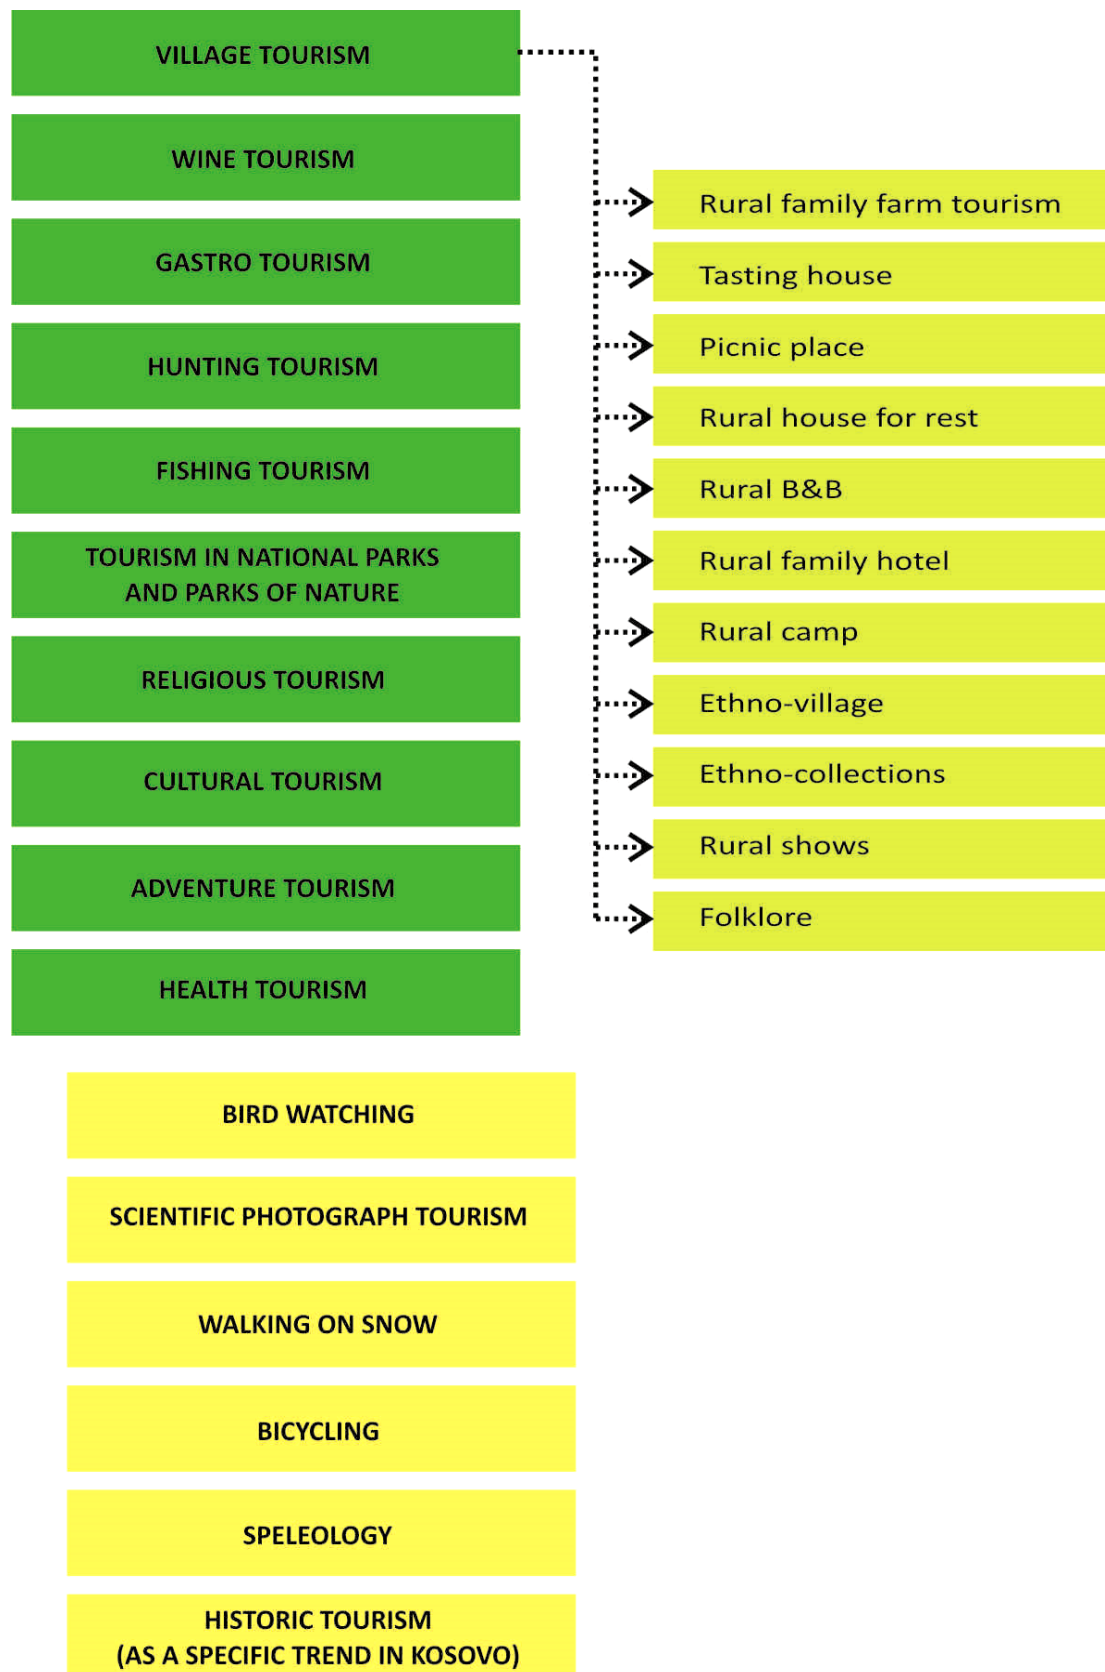 VILLAGE TOURISM
WINE TOURISM
GASTRO TOURISM
HUNTING TOURISM
FISHING TOURISM
TOURISM IN NATIONAL PARKS
AND PARKS OF NATURE
RELIGIOUS TOURISM
CULTURAL TOURISM
ADVENTURE TOURISM
HEALTH TOURISM
Rural family farm tourism
Tasting house
Picnic place
Rural house for rest
Rural B&B
Rural family hotel
Rural camp
Ethno-village
Ethno-collections
Rural shows
Folklore
BIRD WATCHING
SCIENTIFIC PHOTOGRAPH TOURISM
WALKING ON SNOW
BICYCLING
SPELEOLOGY
HISTORIC TOURISM
(AS A SPECIFIC TREND IN KOSOVO)